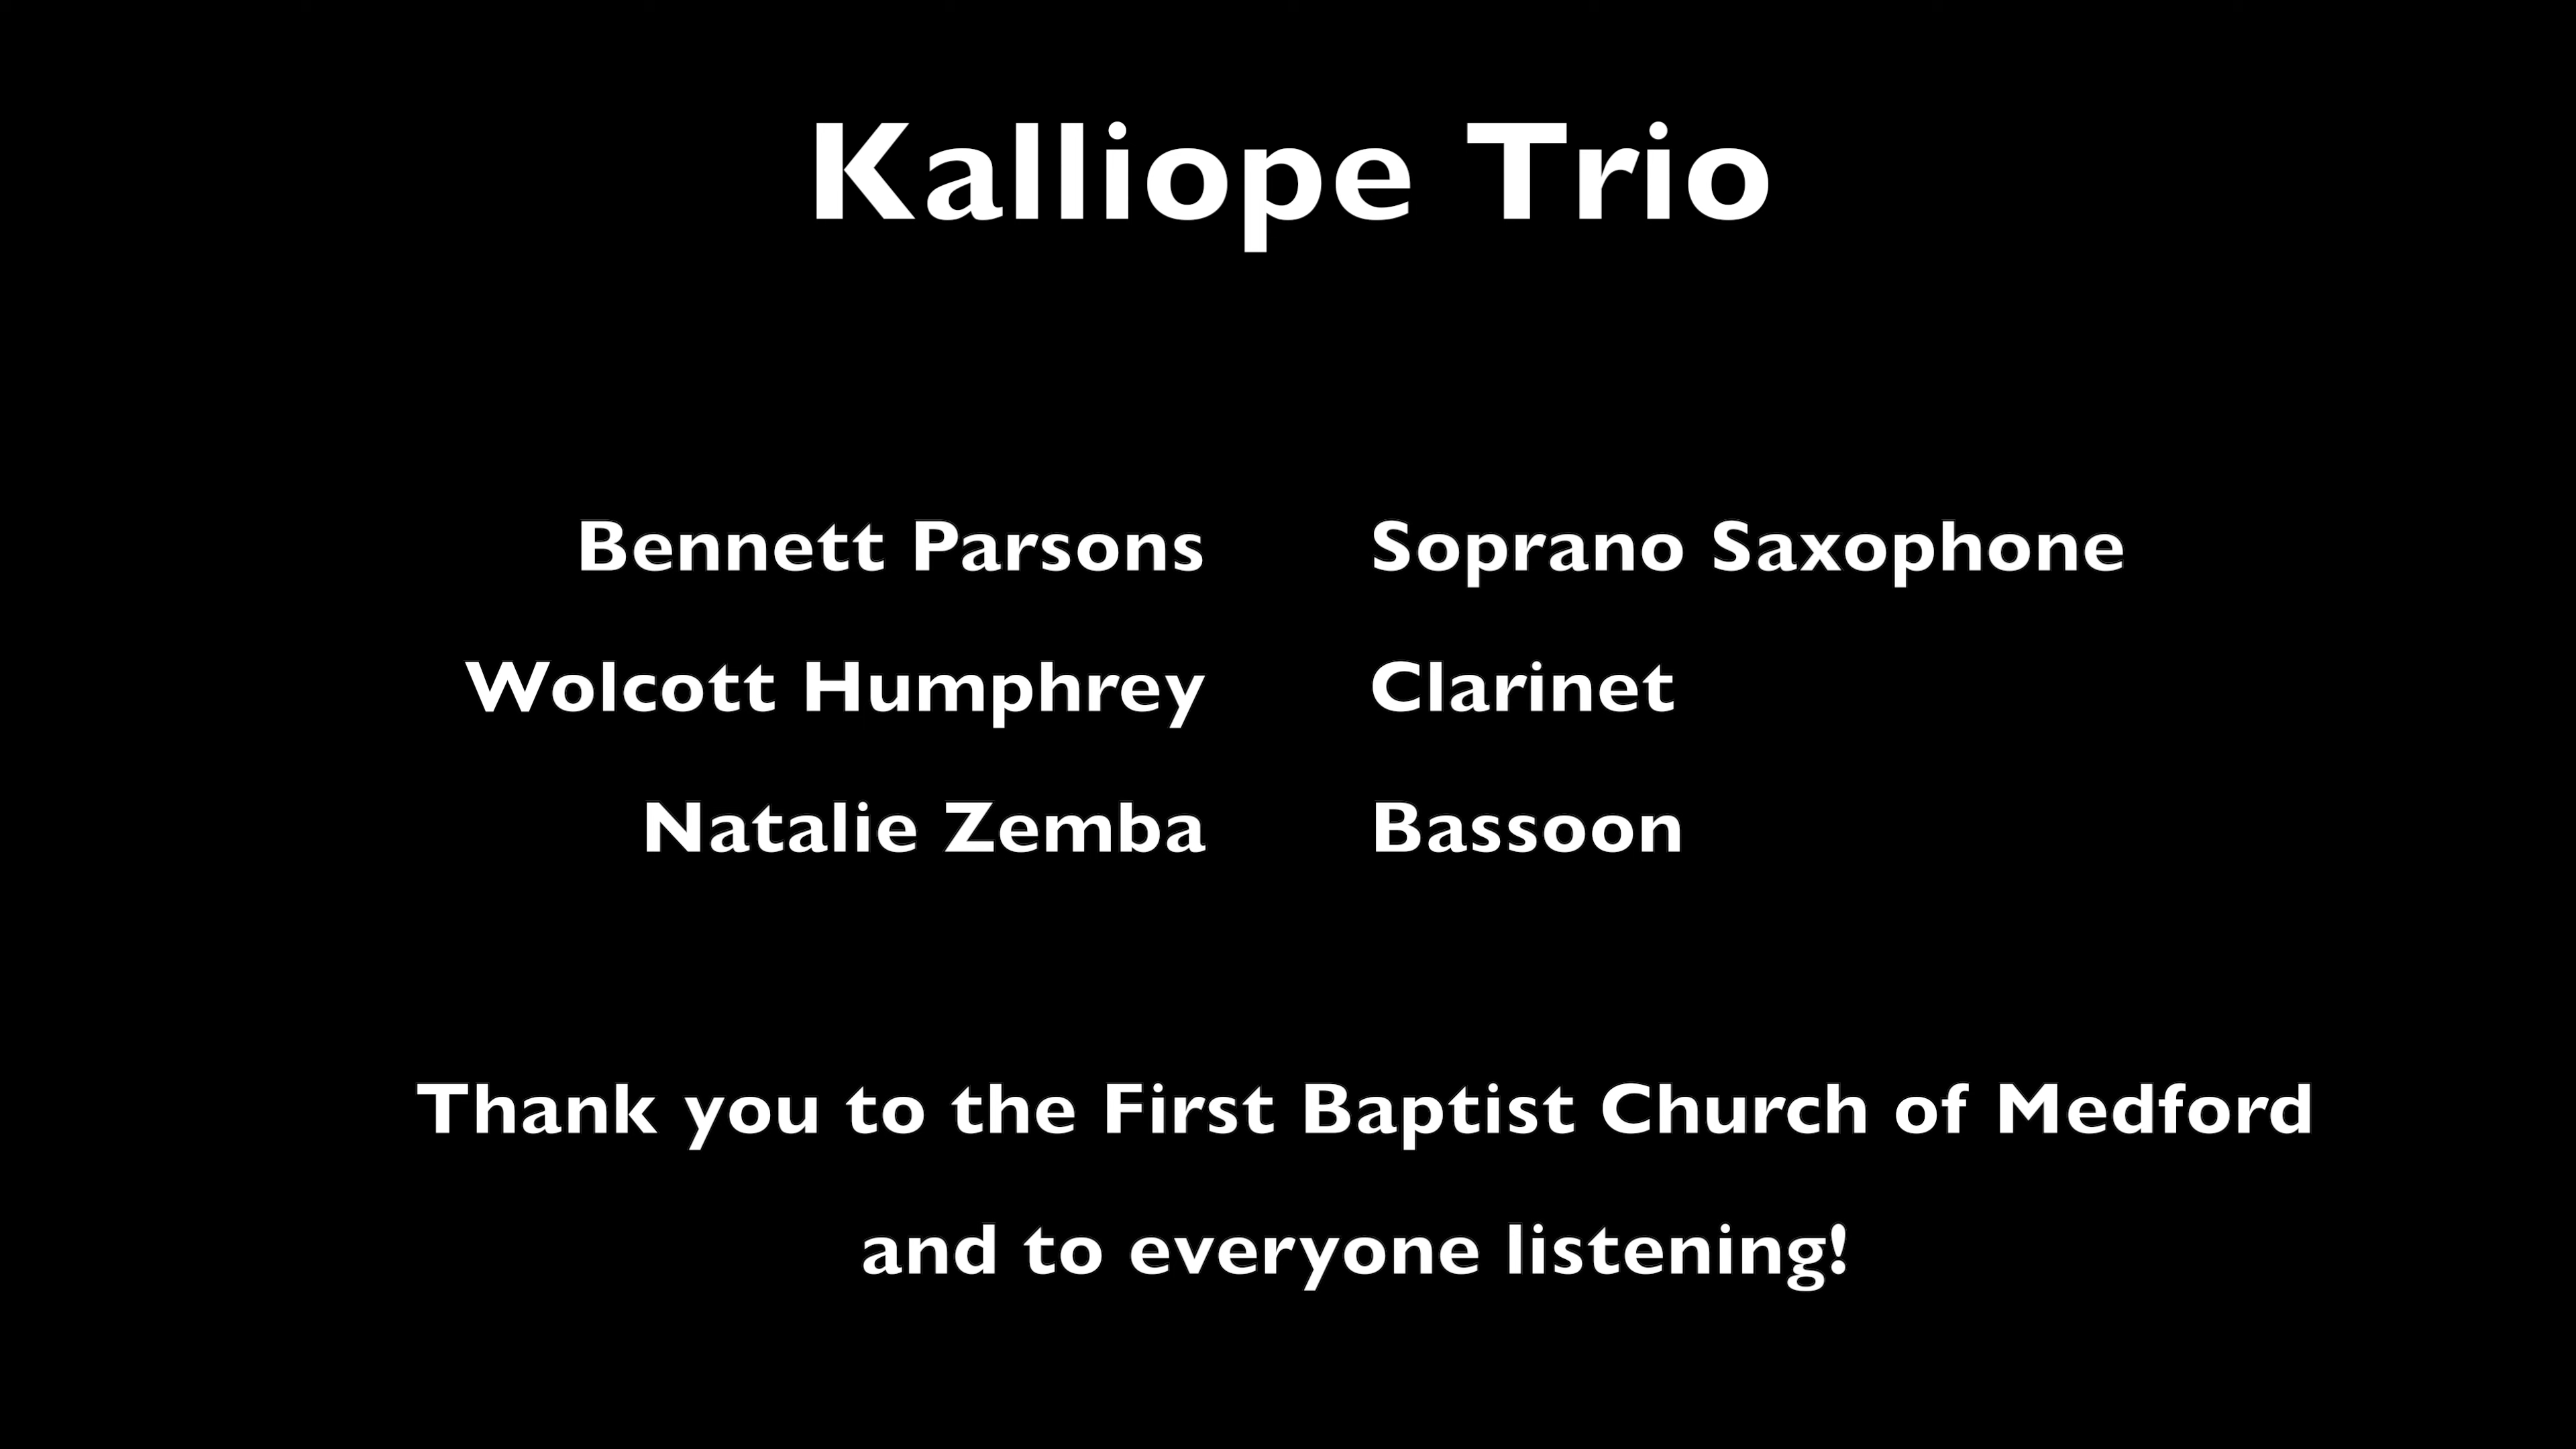 Kalliope Trio
Bennett Parsons Soprano Saxophone
Wolcott Humphrey Clarinet
Natalie Zemba Bassoon
Thank you to the First Baptist Church of Medford
and to everyone listening!